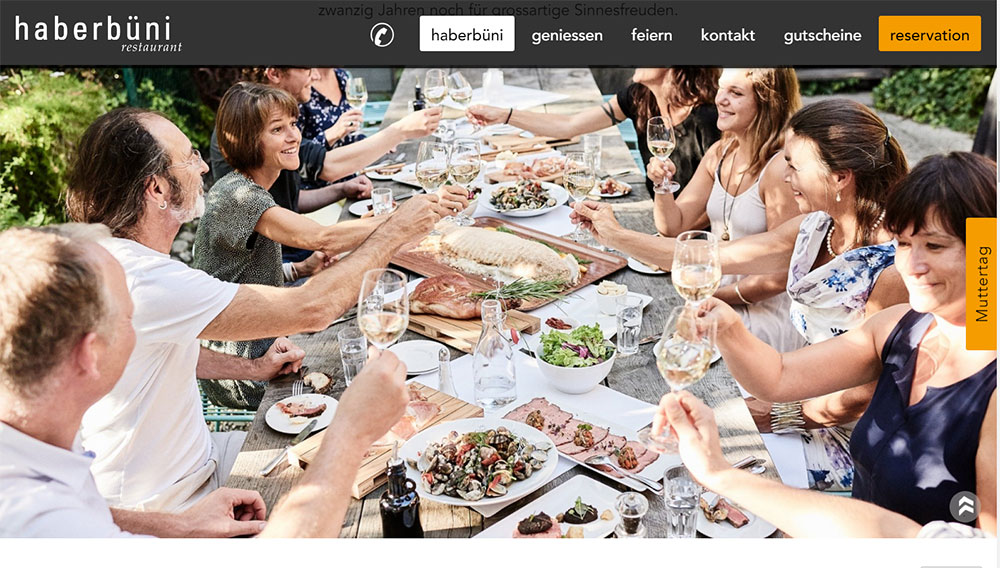 zwanzig Jahren noch für grossartige Sinnesfreuden.
haberbüni
restaurant
haberbüni
geniessen
feiern
kontakt
gutscheine
reservation
Muttertag